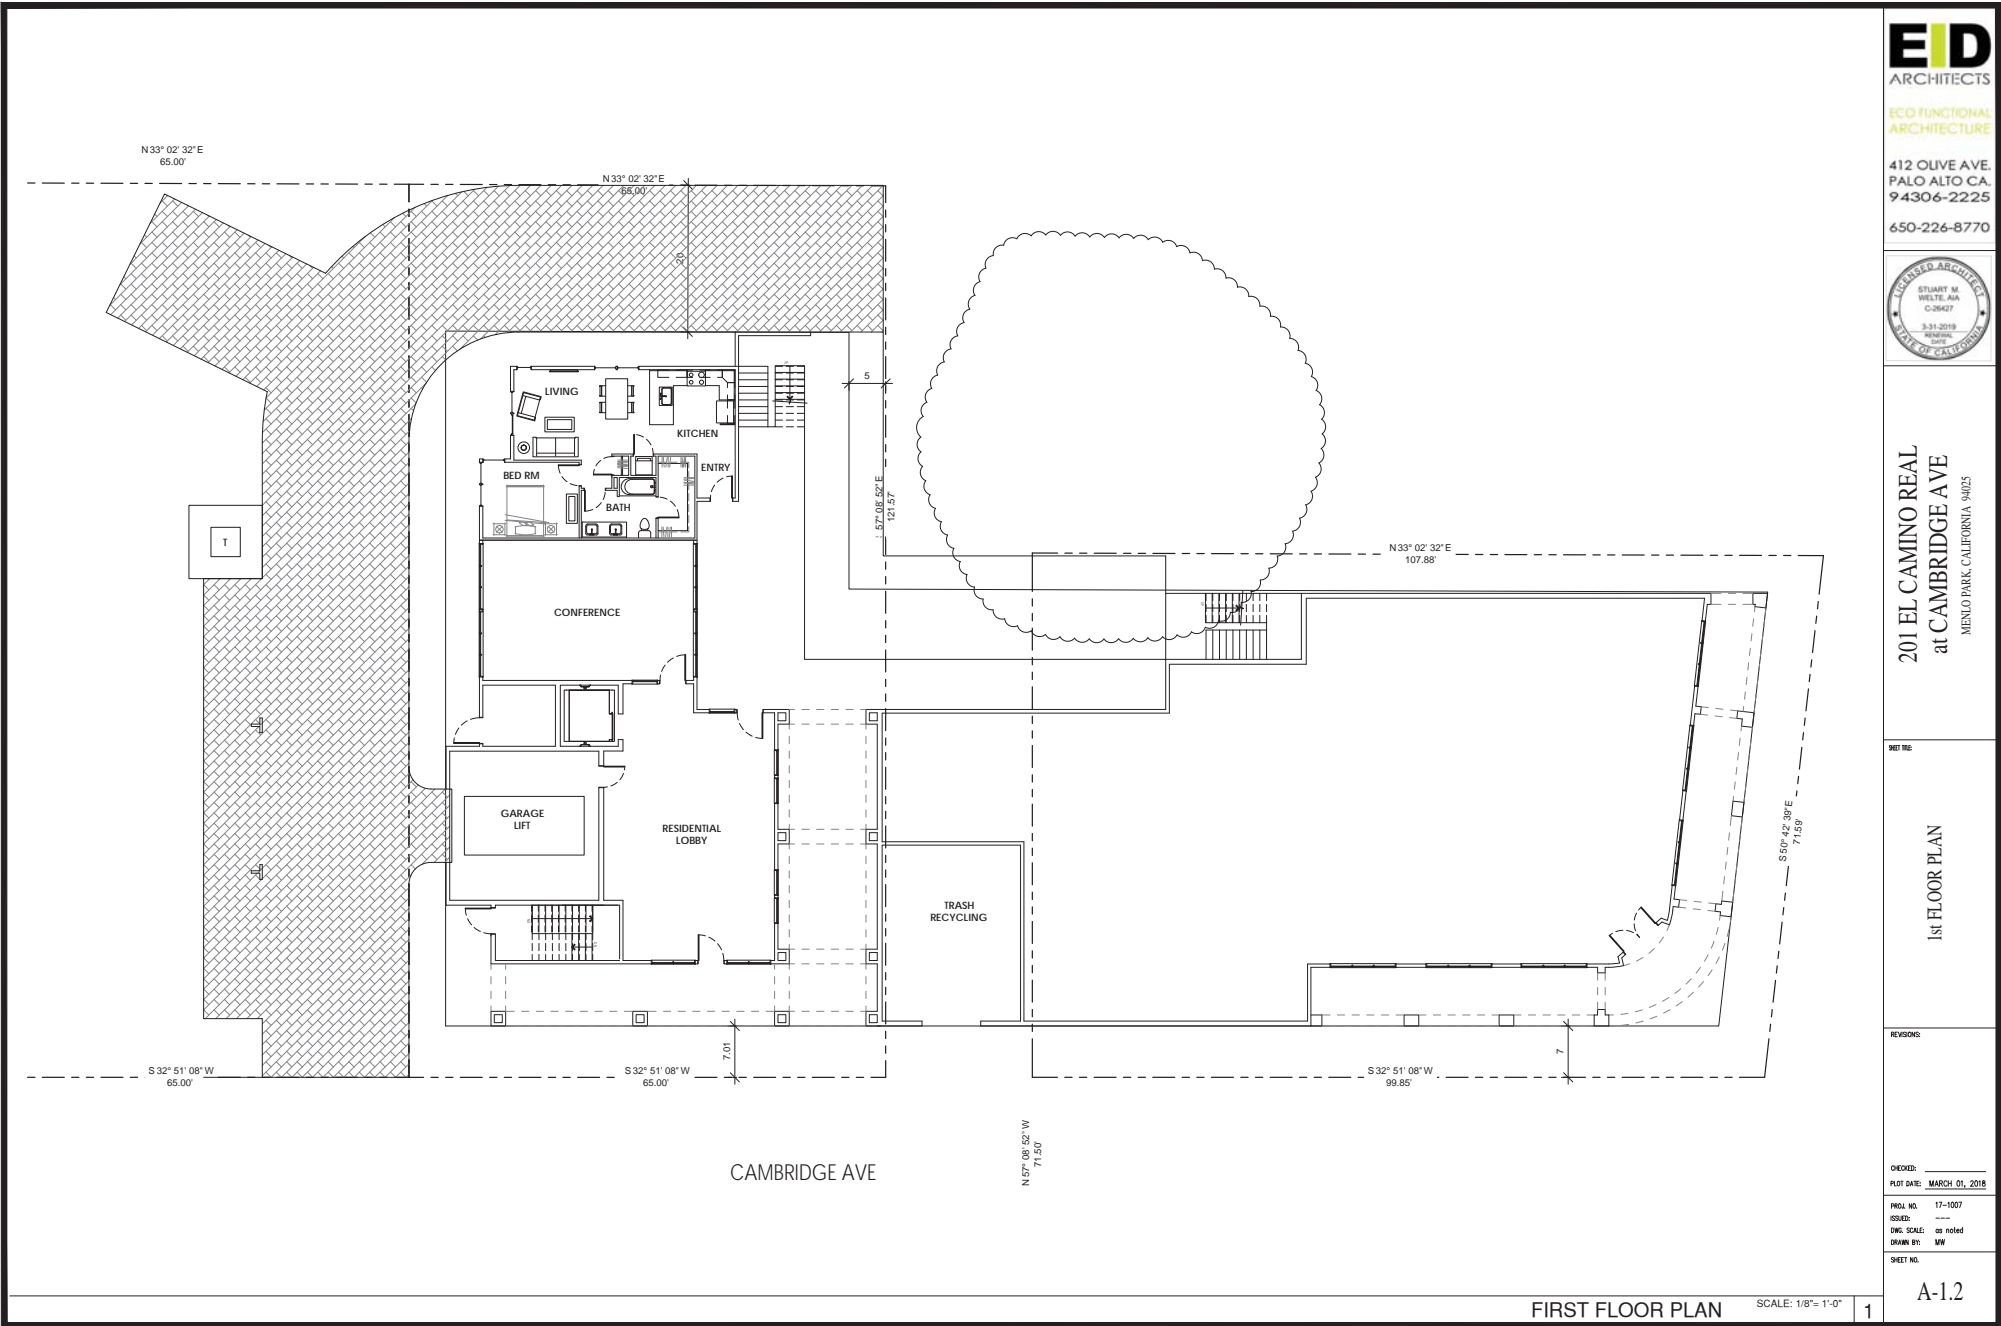 N 33° 02' 32" E
65.00'
N 33° 02' 32" E
65.00'
20
5
LIVING
KITCHEN
ENTRY
BED RM
BATH
57° 08' 52" E
121.57'
T
CONFERENCE
N 33° 02' 32" E
107.88'
GARAGE
LIFT
RESIDENTIAL
LOBBY
TRASH
RECYCLING
S 50° 42' 39" E
71.59'
7.01
7
S 32° 51' 08" W
65.00'
S 32° 51' 08" W
65.00'
S 32° 51' 08" W
99.85'
N 57° 08' 52" W
71.50'
CAMBRIDGE AVE
FIRST FLOOR PLAN
SCALE: 1/8"= 1'-0"
1
EID
ARCHITECTS
ECO FUNCTIONAL
ARCHITECTURE
412 OLIVE AVE.
PALO ALTO CA.
94306-2225
650-226-8770
LICENSED ARCHITECT
STUART M.
WELTE, AIA
C-26427
3-31-2019
RENEWAL
DATE
STATE OF CALIFORNIA
201 EL CAMINO REAL
at CAMBRIDGE AVE
MENLO PARK, CALIFORNIA 94025
SHEET TITLE:
1st FLOOR PLAN
REVISIONS:
CHECKED:
PLOT DATE: MARCH 01, 2018
PROJ. NO. 17-1007
ISSUED: ---
DWG. SCALE: as noted
DRAWN BY: MW
SHEET NO.
A-1.2